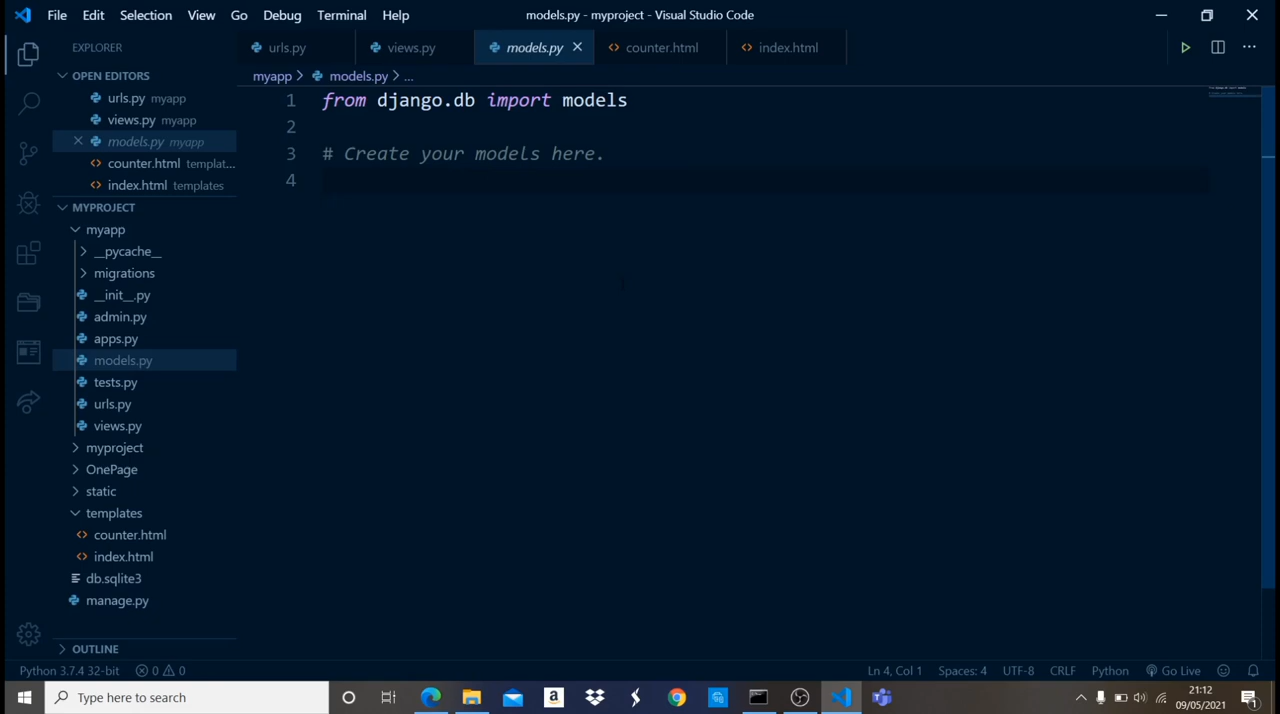 File Edit Selection View Go Debug Terminal Help
models.py - myproject - Visual Studio Code
EXPLORER
OPEN EDITORS
urls.py myapp
views.py myapp
models.py myapp
counter.html templat...
index.html templates
MYPROJECT
myapp
__pycache__
migrations
__init__.py
admin.py
apps.py
models.py
tests.py
urls.py
views.py
myproject
OnePage
static
templates
counter.html
index.html
db.sqlite3
manage.py
OUTLINE
urls.py views.py models.py counter.html index.html
myapp > models.py > ...
1 from django.db import models
2
3 # Create your models here.
4
Python 3.7.4 32-bit 0 0 Ln 4, Col 1 Spaces: 4 UTF-8 CRLF Python Go Live
Type here to search
21:12
09/05/2021
1